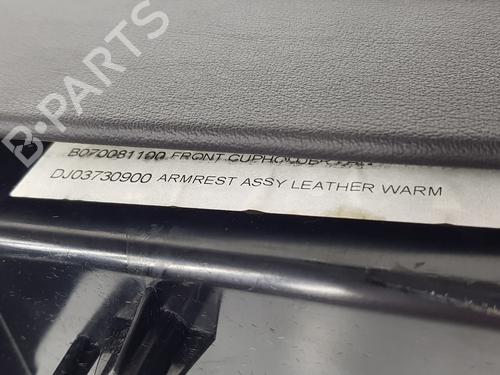 B-PARTS
B070081100 FRONT CUPHOLDER
DJ03730900 ARMREST ASSY LEATHER WARM